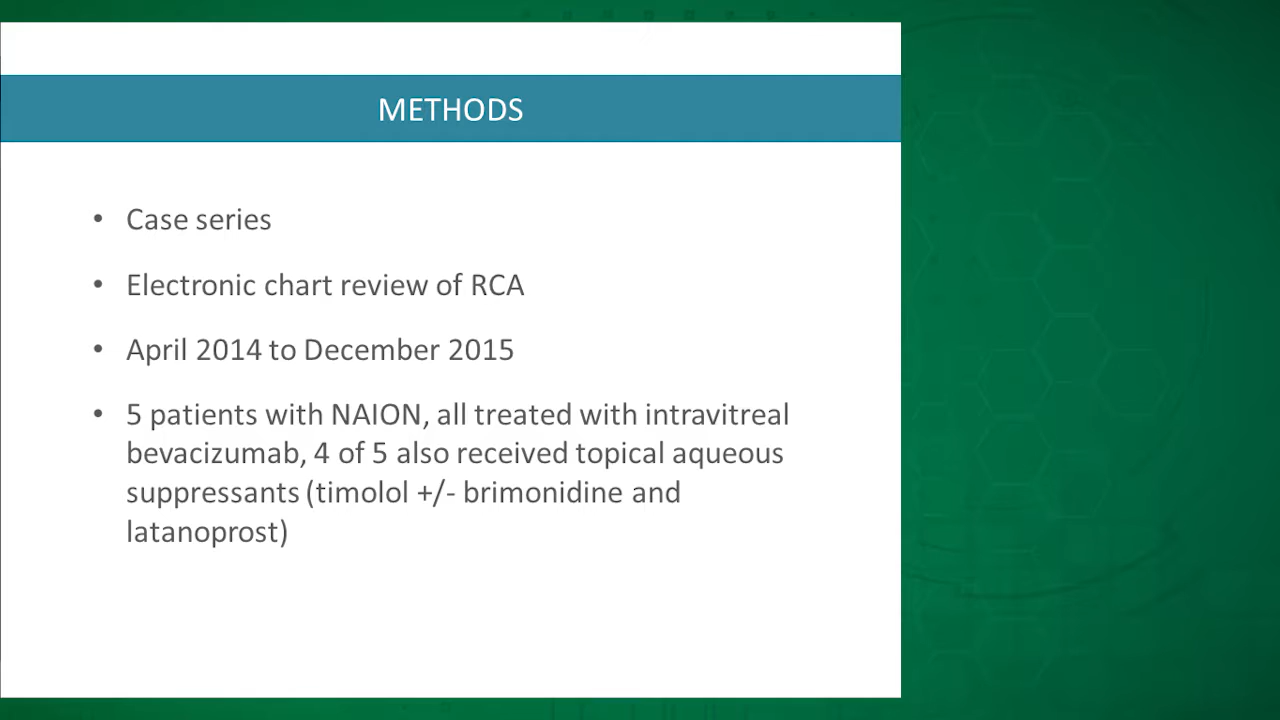 METHODS
• Case series
• Electronic chart review of RCA
• April 2014 to December 2015
• 5 patients with NAION, all treated with intravitreal
bevacizumab, 4 of 5 also received topical aqueous
suppressants (timolol +/- brimonidine and
latanoprost)